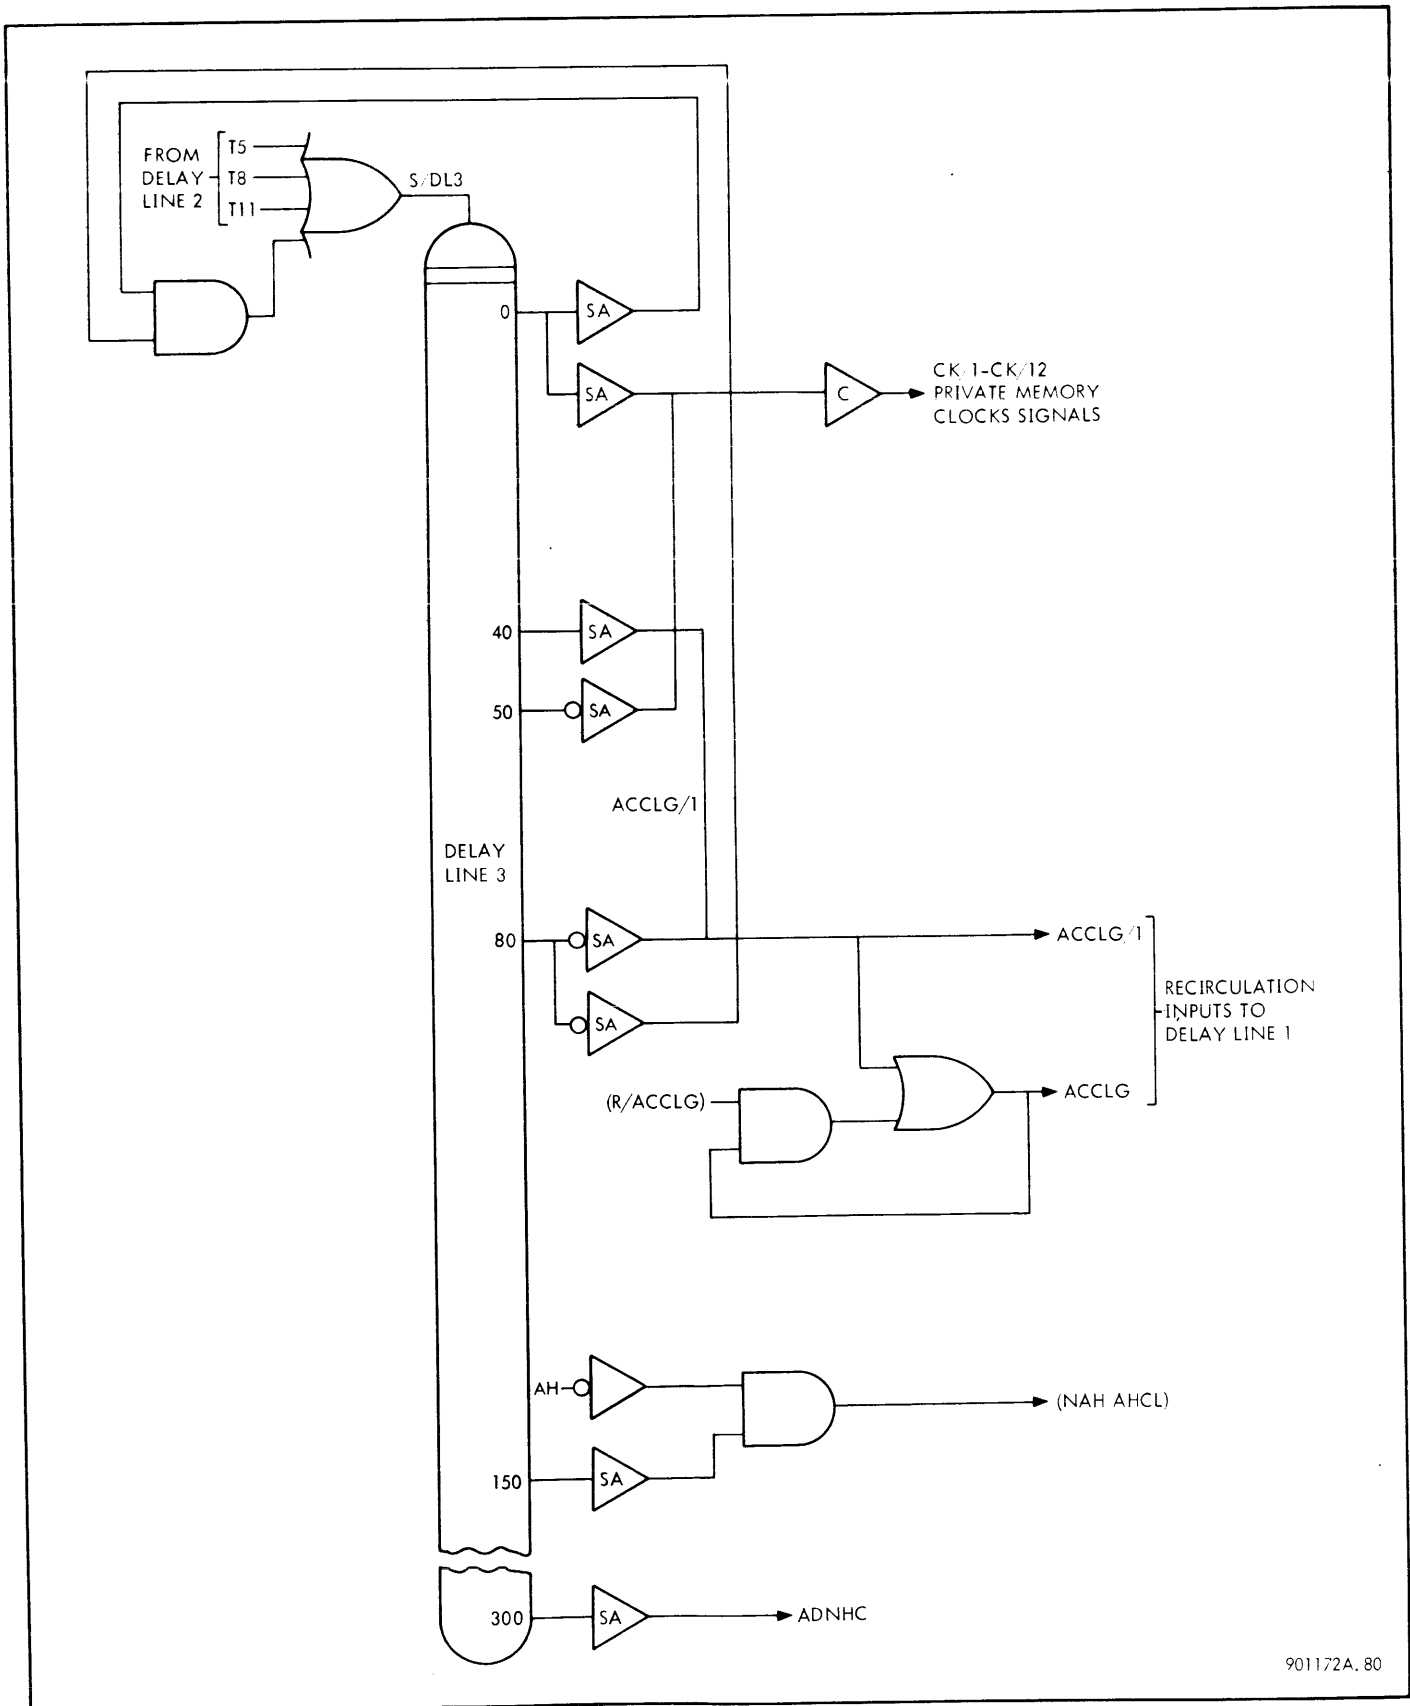 FROM
DELAY
LINE 2
T5
T8
T11
S/DL3
0
SA
SA
C
CK/1-CK/12
PRIVATE MEMORY
CLOCKS SIGNALS
40
SA
50
SA
ACCLG/1
DELAY
LINE 3
80
SA
ACCLG/1
SA
RECIRCULATION
INPUTS TO
DELAY LINE 1
(R/ACCLG)
ACCLG
AH
(NAH AHCL)
150
SA
300
SA
ADNHC
901172A.80